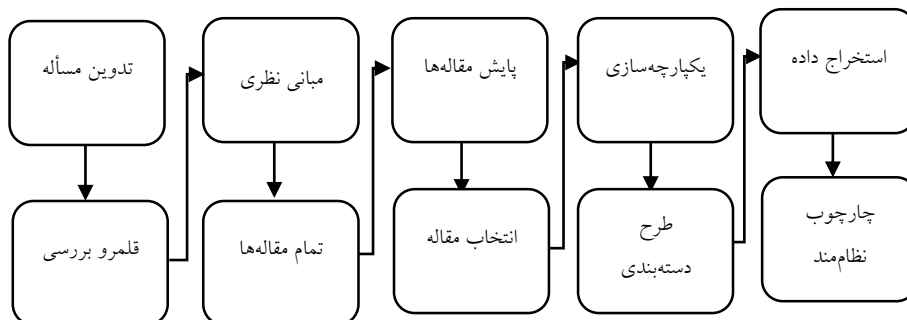 تدوین مسأله
مبانی نظری
پایش مقاله‌ها
یکپارچه‌سازی
استخراج داده
قلمرو بررسی
تمام مقاله‌ها
انتخاب مقاله
طرح
دسته‌بندی
چارچوب
نظام‌مند